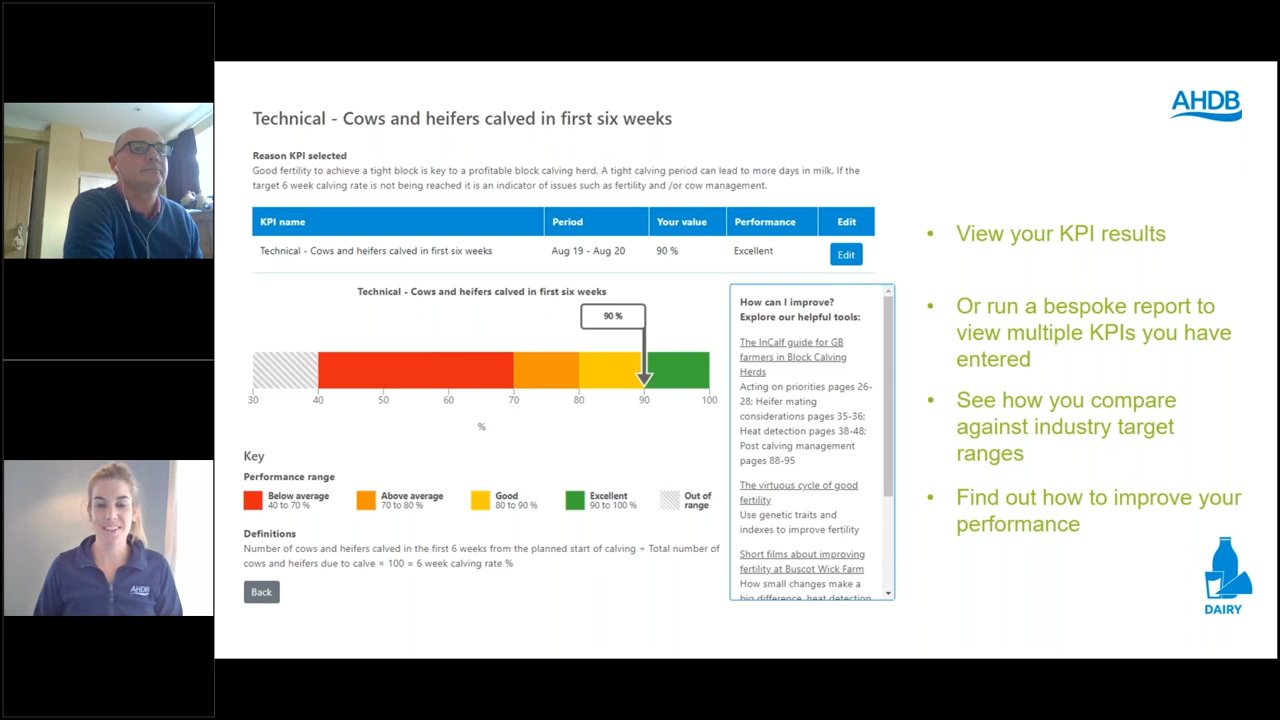 AHDB
Technical - Cows and heifers calved in first six weeks
Reason KPI selected
Good fertility to achieve a tight block is key to a profitable block calving herd. A tight calving period can lead to more days in milk. If the
target 6 week calving rate is not being reached it is an indicator of issues such as fertility and /or cow management.
KPI name Period Your value Performance Edit
Technical - Cows and heifers calved in first six weeks Aug 19 - Aug 20 90 % Excellent Edit
Technical - Cows and heifers calved in first six weeks
90 %
30 40 50 60 70 80 90 100
%
Key
Performance range
Below average
40 to 70 %
Above average
70 to 80 %
Good
80 to 90 %
Excellent
90 to 100 %
Out of
range
Definitions
Number of cows and heifers calved in the first 6 weeks from the planned start of calving ÷ Total number of
cows and heifers due to calve × 100 = 6 week calving rate %
Back
How can I improve?
Explore our helpful tools:
The InCalf guide for GB
farmers in Block Calving
Herds
Acting on priorities pages 26-
28; Heifer mating
considerations pages 35-36;
Heat detection pages 38-48;
Post calving management
pages 88-95
The virtuous cycle of good
fertility
Use genetic traits and
indexes to improve fertility
Short films about improving
fertility at Buscot Wick Farm
How small changes make a
big difference, heat detection
• View your KPI results
• Or run a bespoke report to
view multiple KPIs you have
entered
• See how you compare
against industry target
ranges
• Find out how to improve your
performance
DAIRY
AHDB